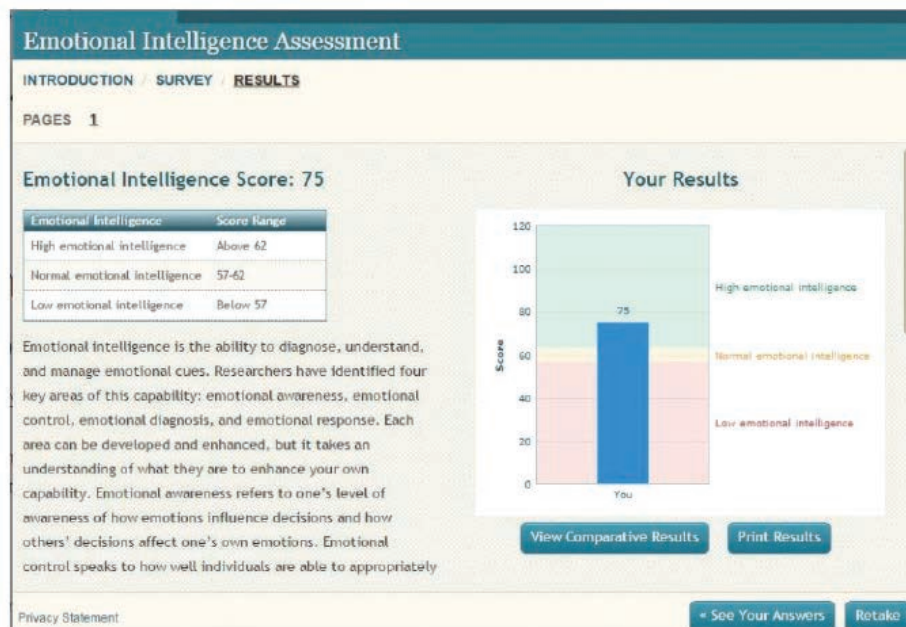 Emotional Intelligence Assessment
INTRODUCTION / SURVEY / RESULTS
PAGES 1
Emotional Intelligence Score: 75
Emotional Intelligence Score Range
High emotional intelligence Above 62
Normal emotional intelligence 57-62
Low emotional intelligence Below 57
Emotional intelligence is the ability to diagnose, understand,
and manage emotional cues. Researchers have identified four
key areas of this capability: emotional awareness, emotional
control, emotional diagnosis, and emotional response. Each
area can be developed and enhanced, but it takes an
understanding of what they are to enhance your own
capability. Emotional awareness refers to one's level of
awareness of how emotions influence decisions and how
others' decisions affect one's own emotions. Emotional
control speaks to how well individuals are able to appropriately
Your Results
120
100
80
60
40
20
0
Score
75
You
High emotional intelligence
Normal emotional intelligence
Low emotional intelligence
View Comparative Results
Print Results
Privacy Statement
« See Your Answers
Retake